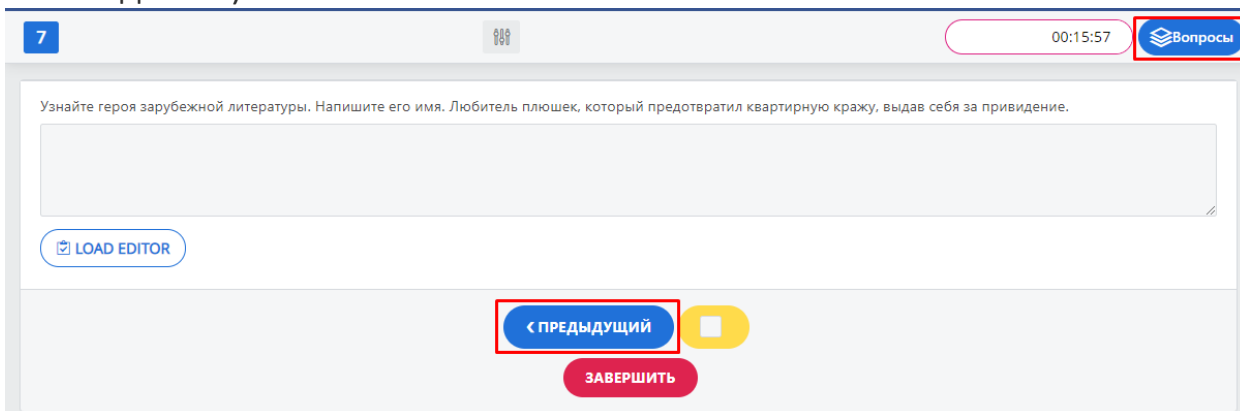 7
00:15:57
Вопросы
Узнайте героя зарубежной литературы. Напишите его имя. Любитель плюшек, который предотвратил квартирную кражу, выдав себя за привидение.
LOAD EDITOR
ПРЕДЫДУЩИЙ
ЗАВЕРШИТЬ